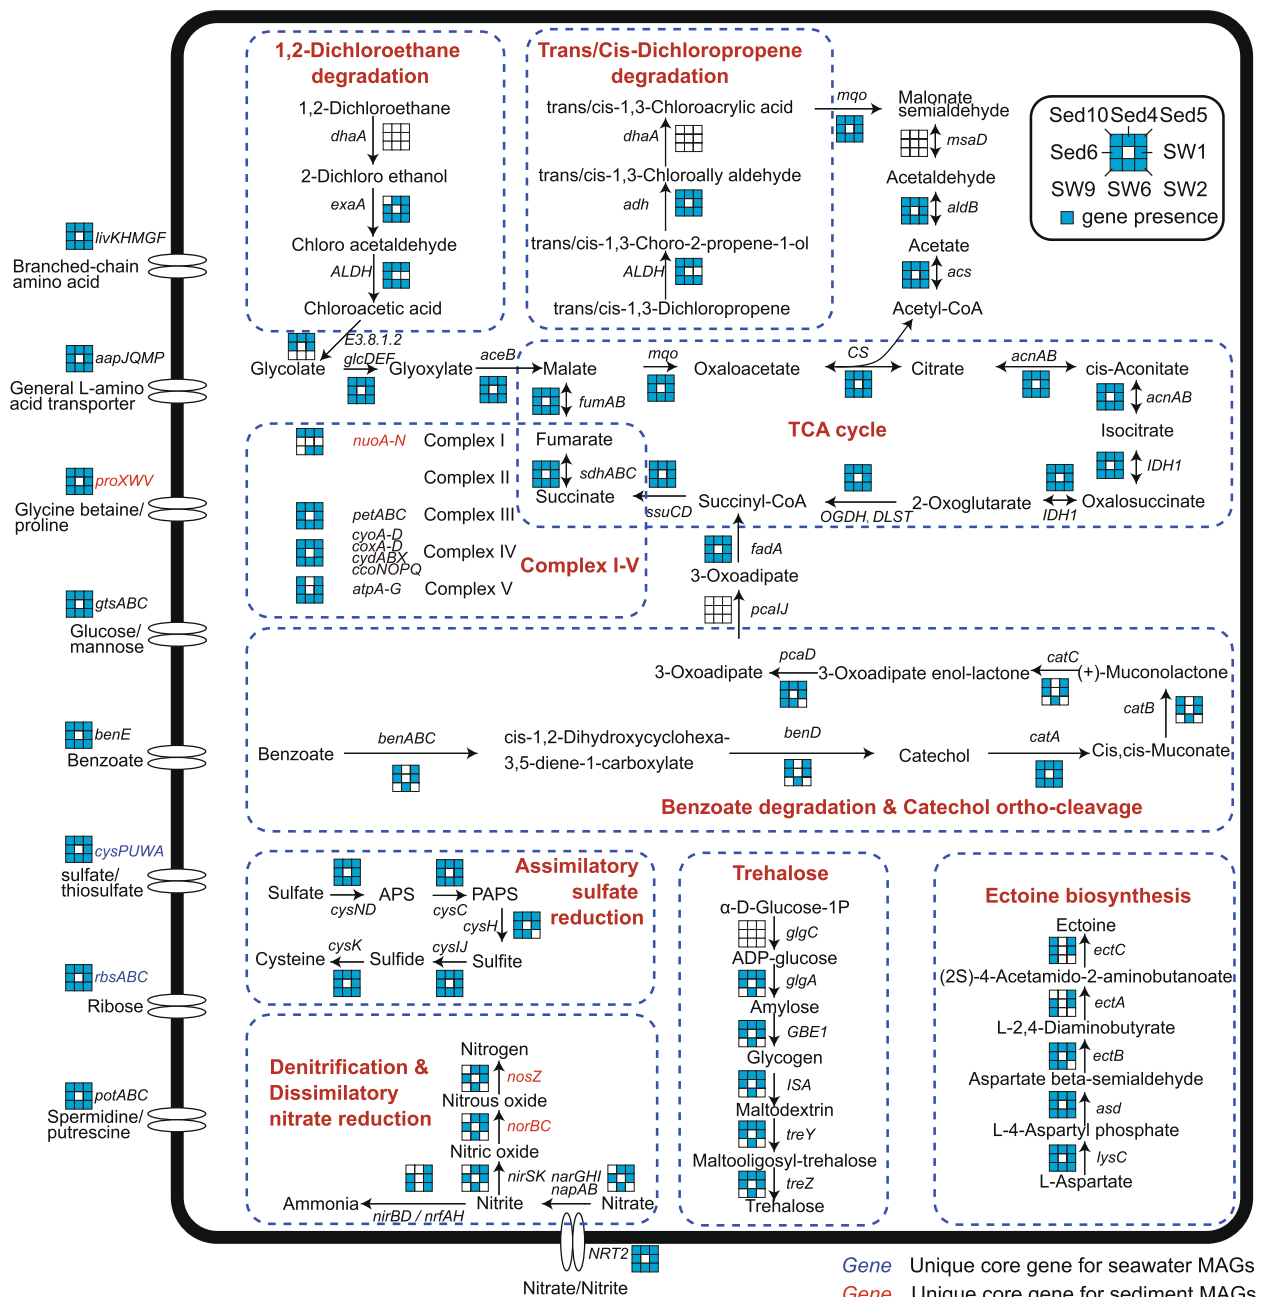 1,2-Dichloroethane
degradation
1,2-Dichloroethane
dhaA
2-Dichloro ethanol
exaA
Chloro acetaldehyde
ALDH
Chloroacetic acid
E3.8.1.2
Trans/Cis-Dichloropropene
degradation
trans/cis-1,3-Chloroacrylic acid
dhaA
trans/cis-1,3-Chloroally aldehyde
adh
trans/cis-1,3-Choro-2-propene-1-ol
ALDH
trans/cis-1,3-Dichloropropene
mqo
Malonate
semialdehyde
msaD
Acetaldehyde
aldB
Acetate
acs
Acetyl-CoA
Sed10 Sed4 Sed5
Sed6 SW1
SW9 SW6 SW2
gene presence
livKHMGF
Branched-chain
amino acid
aapJQMP
General L-amino
acid transporter
proXWV
Glycine betaine/
proline
gtsABC
Glucose/
mannose
benE
Benzoate
cysPUWA
sulfate/
thiosulfate
rbsABC
Ribose
potABC
Spermidine/
putrescine
Glycolate
glcDEF
Glyoxylate
aceB
Malate
mqo
Oxaloacetate
CS
Citrate
acnAB
cis-Aconitate
fumAB
acnAB
TCA cycle
Fumarate
Isocitrate
sdhABC
IDH1
Succinate
ssuCD
Succinyl-CoA
OGDH, DLST
2-Oxoglutarate
IDH1
Oxalosuccinate
nuoA-N Complex I
Complex II
petABC Complex III
cyoA-D
coxA-D
cydABX
ccoNOPQ
Complex IV
atpA-G Complex V
Complex I-V
fadA
3-Oxoadipate
pcaIJ
3-Oxoadipate
pcaD
3-Oxoadipate enol-lactone
catC
(+)-Muconolactone
catB
Benzoate
benABC
cis-1,2-Dihydroxycyclohexa-
3,5-diene-1-carboxylate
benD
Catechol
catA
Cis,cis-Muconate
Benzoate degradation & Catechol ortho-cleavage
Assimilatory
sulfate
reduction
Sulfate
cysND
APS
cysC
PAPS
cysH
Cysteine
cysK
Sulfide
cysIJ
Sulfite
Denitrification &
Dissimilatory
nitrate reduction
Nitrogen
nosZ
Nitrous oxide
norBC
Nitric oxide
nirSK
narGHI
napAB
Ammonia
nirBD / nrfAH
Nitrite
Nitrate
NRT2
Nitrate/Nitrite
Trehalose
α-D-Glucose-1P
glgC
ADP-glucose
glgA
Amylose
GBE1
Glycogen
ISA
Maltodextrin
treY
Maltooligosyl-trehalose
treZ
Trehalose
Ectoine biosynthesis
Ectoine
ectC
(2S)-4-Acetamido-2-aminobutanoate
ectA
L-2,4-Diaminobutyrate
ectB
Aspartate beta-semialdehyde
asd
L-4-Aspartyl phosphate
lysC
L-Aspartate
Gene Unique core gene for seawater MAGs
Gene Unique core gene for sediment MAGs